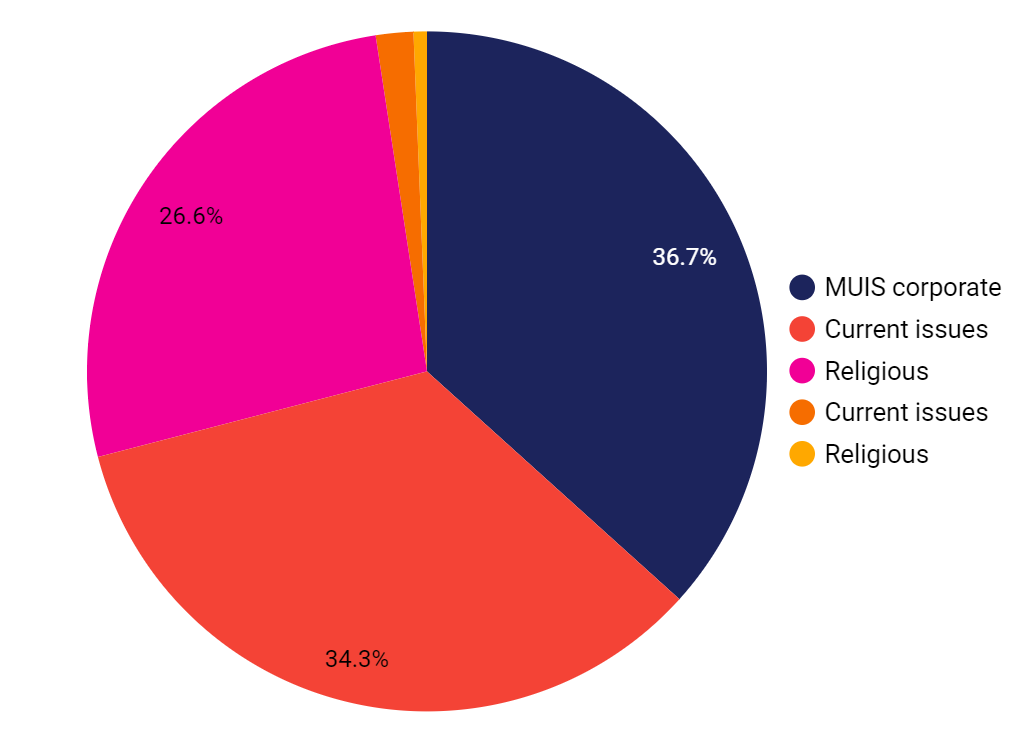 26.6%
36.7%
34.3%
MUIS corporate
Current issues
Religious
Current issues
Religious